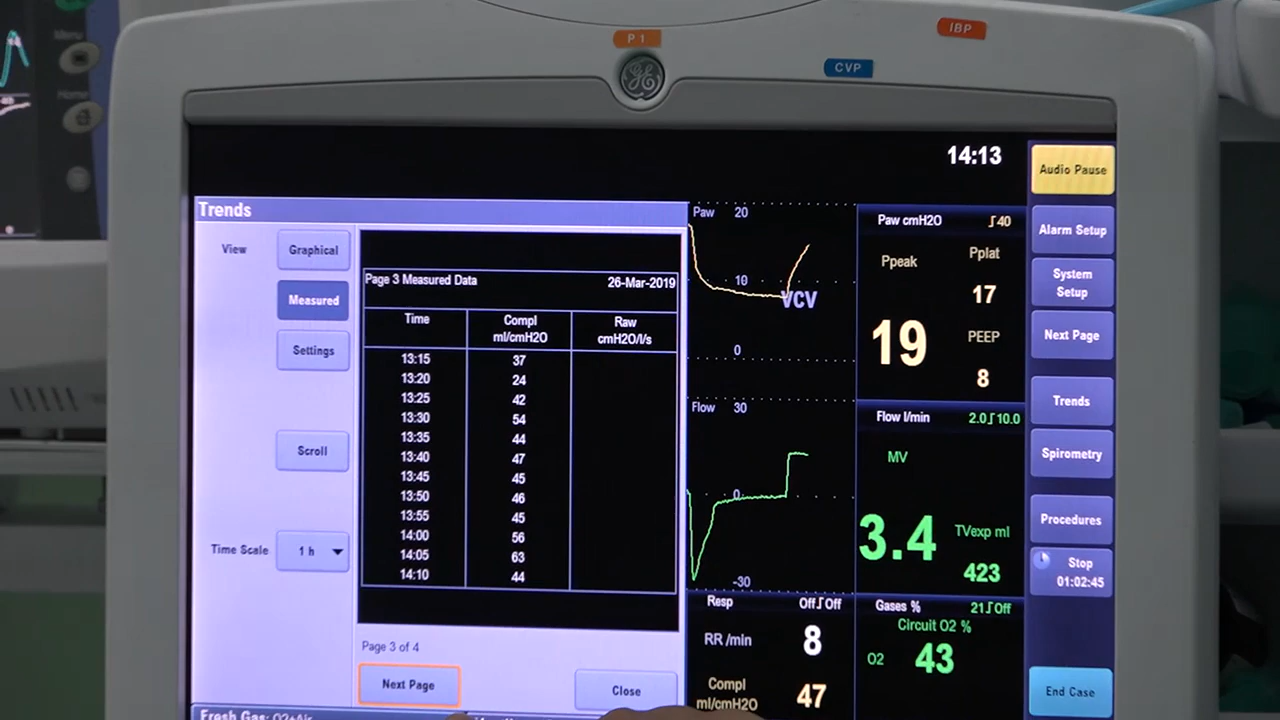 Menu
Home
P1
IBP
CVP
GE
14:13
Audio Pause
Trends
View
Graphical
Measured
Settings
Scroll
Time Scale
1 h
Page 3 Measured Data 26-Mar-2019
Time Compl ml/cmH2O Raw cmH2O/l/s
13:15 37
13:20 24
13:25 42
13:30 54
13:35 44
13:40 47
13:45 45
13:50 46
13:55 45
14:00 56
14:05 63
14:10 44
Page 3 of 4
Next Page
Close
Paw 20
10
VCV
0
Flow 30
0
-30
Paw cmH2O 40
Ppeak
19
Pplat
17
PEEP
8
Flow l/min 2.0 10.0
MV
3.4
TVexp ml
423
Resp Off Off
RR /min 8
Compl
ml/cmH2O 47
Gases % 21 Off
Circuit O2 %
O2 43
Alarm Setup
System
Setup
Next Page
Trends
Spirometry
Procedures
Stop
01:02:45
End Case
Fresh Gas: O2+Air